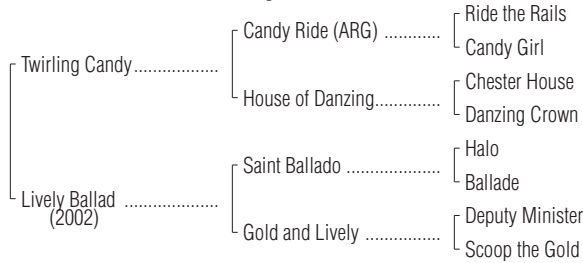 Ride the Rails
Candy Ride (ARG) ............
Candy Girl
Twirling Candy..................
Chester House
House of Danzing..............
Danzing Crown
Halo
Saint Ballado ....................
Ballade
Lively Ballad ....................
(2002)
Deputy Minister
Gold and Lively ................
Scoop the Gold